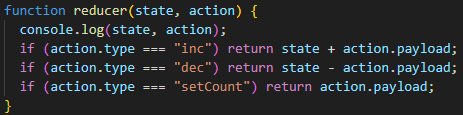 function reducer(state, action) {
  console.log(state, action);
  if (action.type === "inc") return state + action.payload;
  if (action.type === "dec") return state - action.payload;
  if (action.type === "setCount") return action.payload;
}